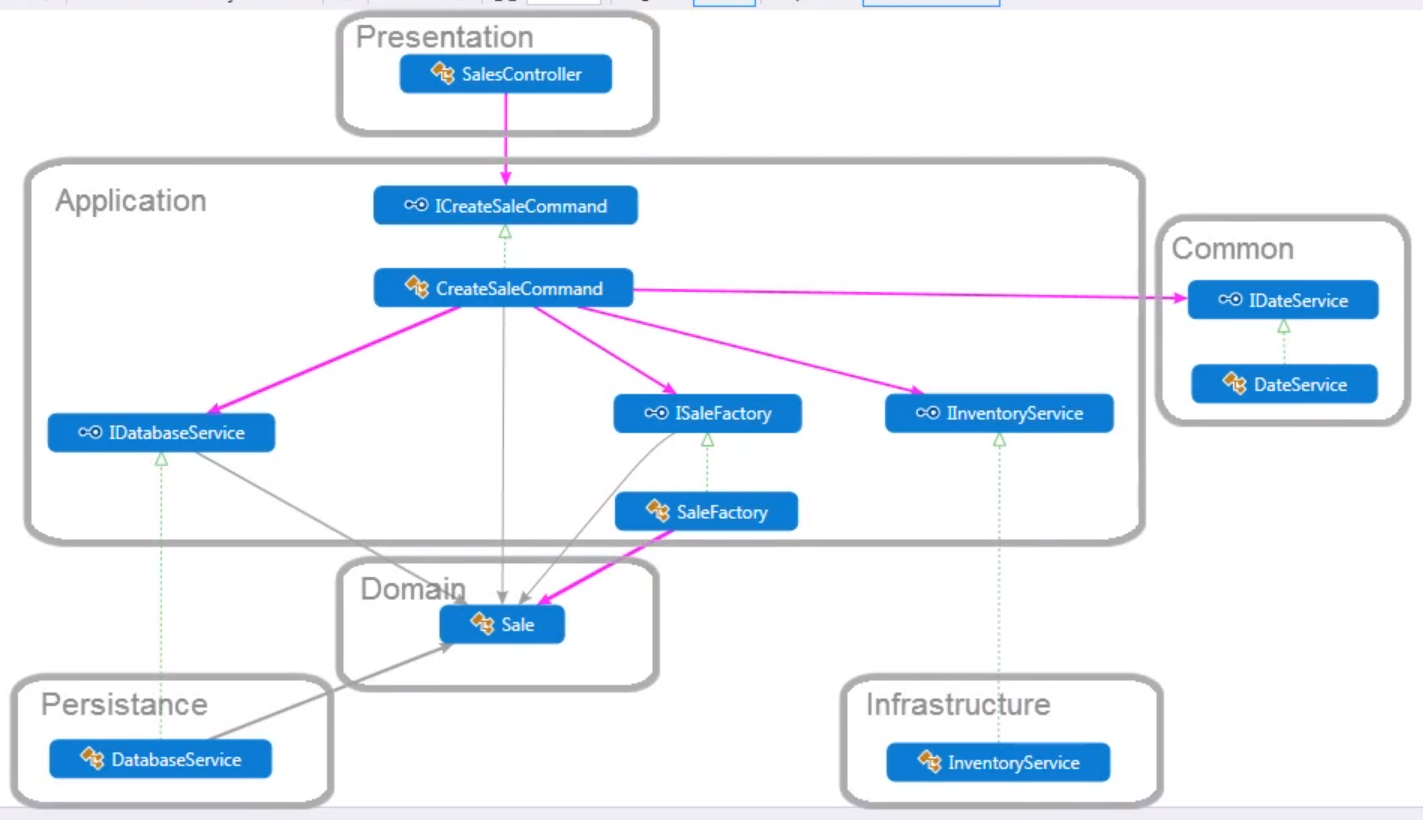 Presentation
SalesController
Application
ICreateSaleCommand
CreateSaleCommand
Common
IDateService
DateService
IDatabaseService
ISaleFactory
IInventoryService
SaleFactory
Domain
Sale
Persistance
DatabaseService
Infrastructure
InventoryService